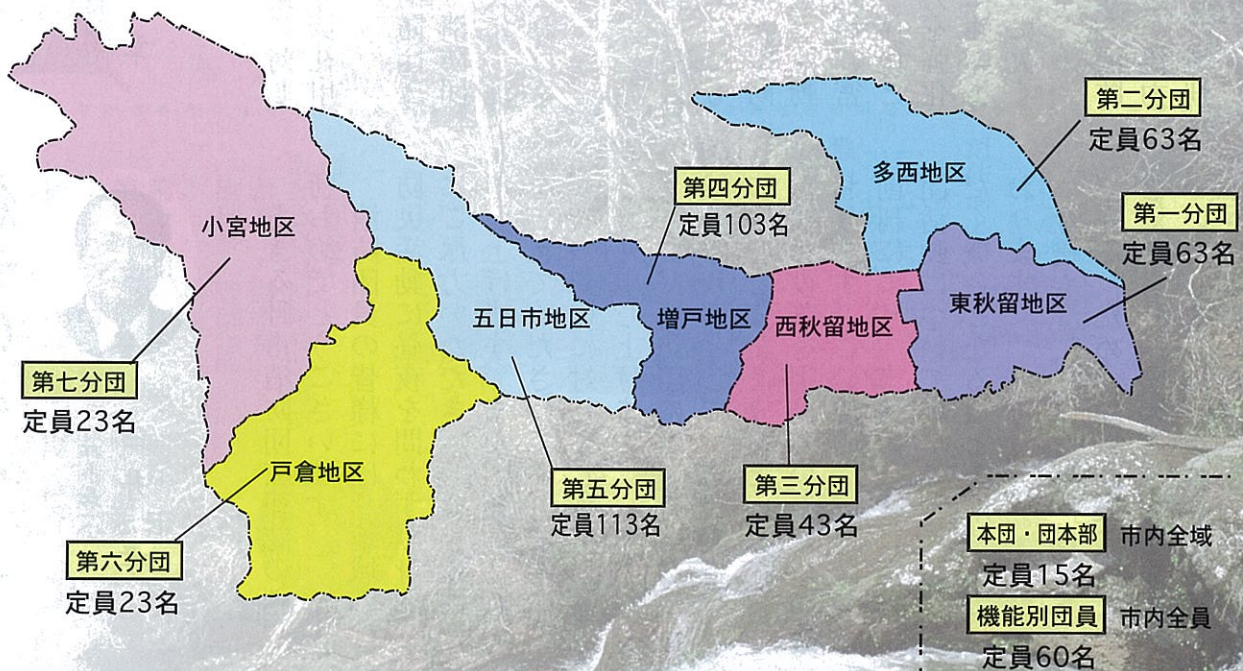 第二分団
定員63名
多西地区
第四分団
定員103名
第一分団
定員63名
小宮地区
東秋留地区
五日市地区
増戸地区
西秋留地区
第七分団
定員23名
戸倉地区
第五分団
定員113名
第三分団
定員43名
第六分団
定員23名
本団・団本部 市内全域
定員15名
機能別団員 市内全員
定員60名